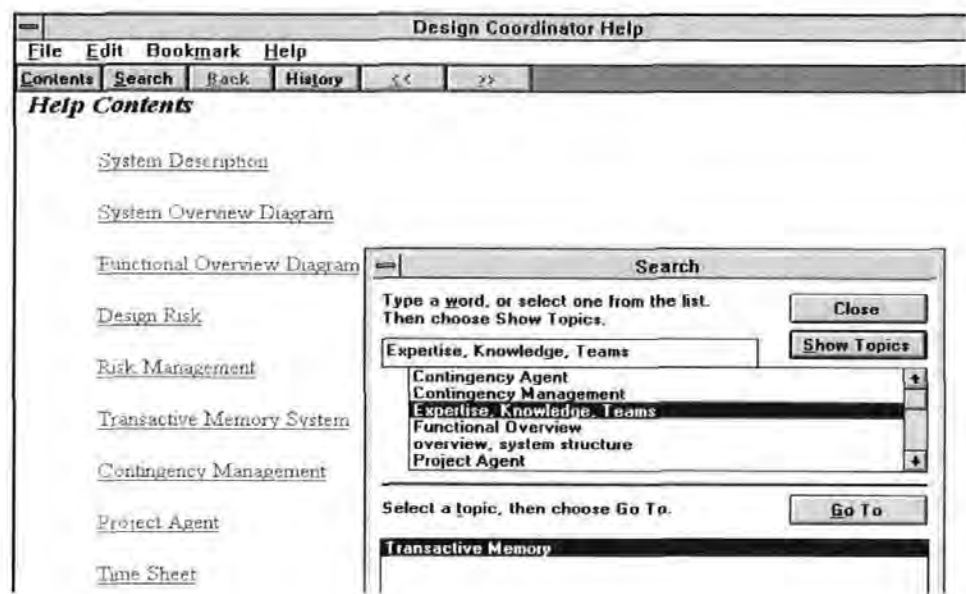 Design Coordinator Help
File Edit Bookmark Help
Contents Search Back History << >>
Help Contents
System Description
System Overview Diagram
Functional Overview Diagram
Design Risk
Risk Management
Transactive Memory System
Contingency Management
Project Agent
Time Sheet
Search
Type a word, or select one from the list.
Then choose Show Topics.
Close
Show Topics
Expertise, Knowledge, Teams
Contingency Agent
Contingency Management
Expertise, Knowledge, Teams
Functional Overview
overview, system structure
Project Agent
Select a topic, then choose Go To.
Go To
Transactive Memory